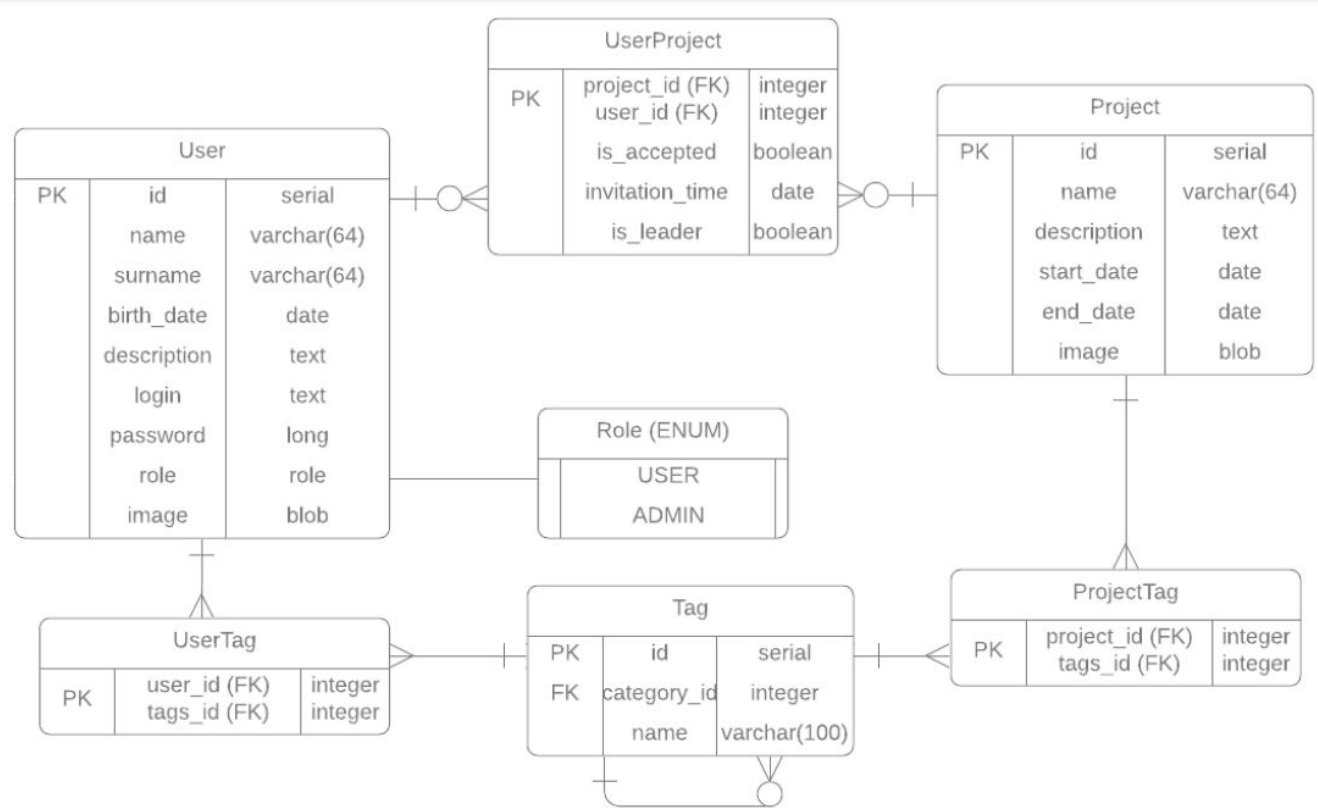 UserProject
PK project_id (FK) integer
user_id (FK) integer
is_accepted boolean
invitation_time date
is_leader boolean
Project
PK id serial
name varchar(64)
description text
start_date date
end_date date
image blob
User
PK id serial
name varchar(64)
surname varchar(64)
birth_date date
description text
login text
password long
role role
image blob
Role (ENUM)
USER
ADMIN
UserTag
PK user_id (FK) integer
tags_id (FK) integer
Tag
PK id serial
FK category_id integer
name varchar(100)
ProjectTag
PK project_id (FK) integer
tags_id (FK) integer